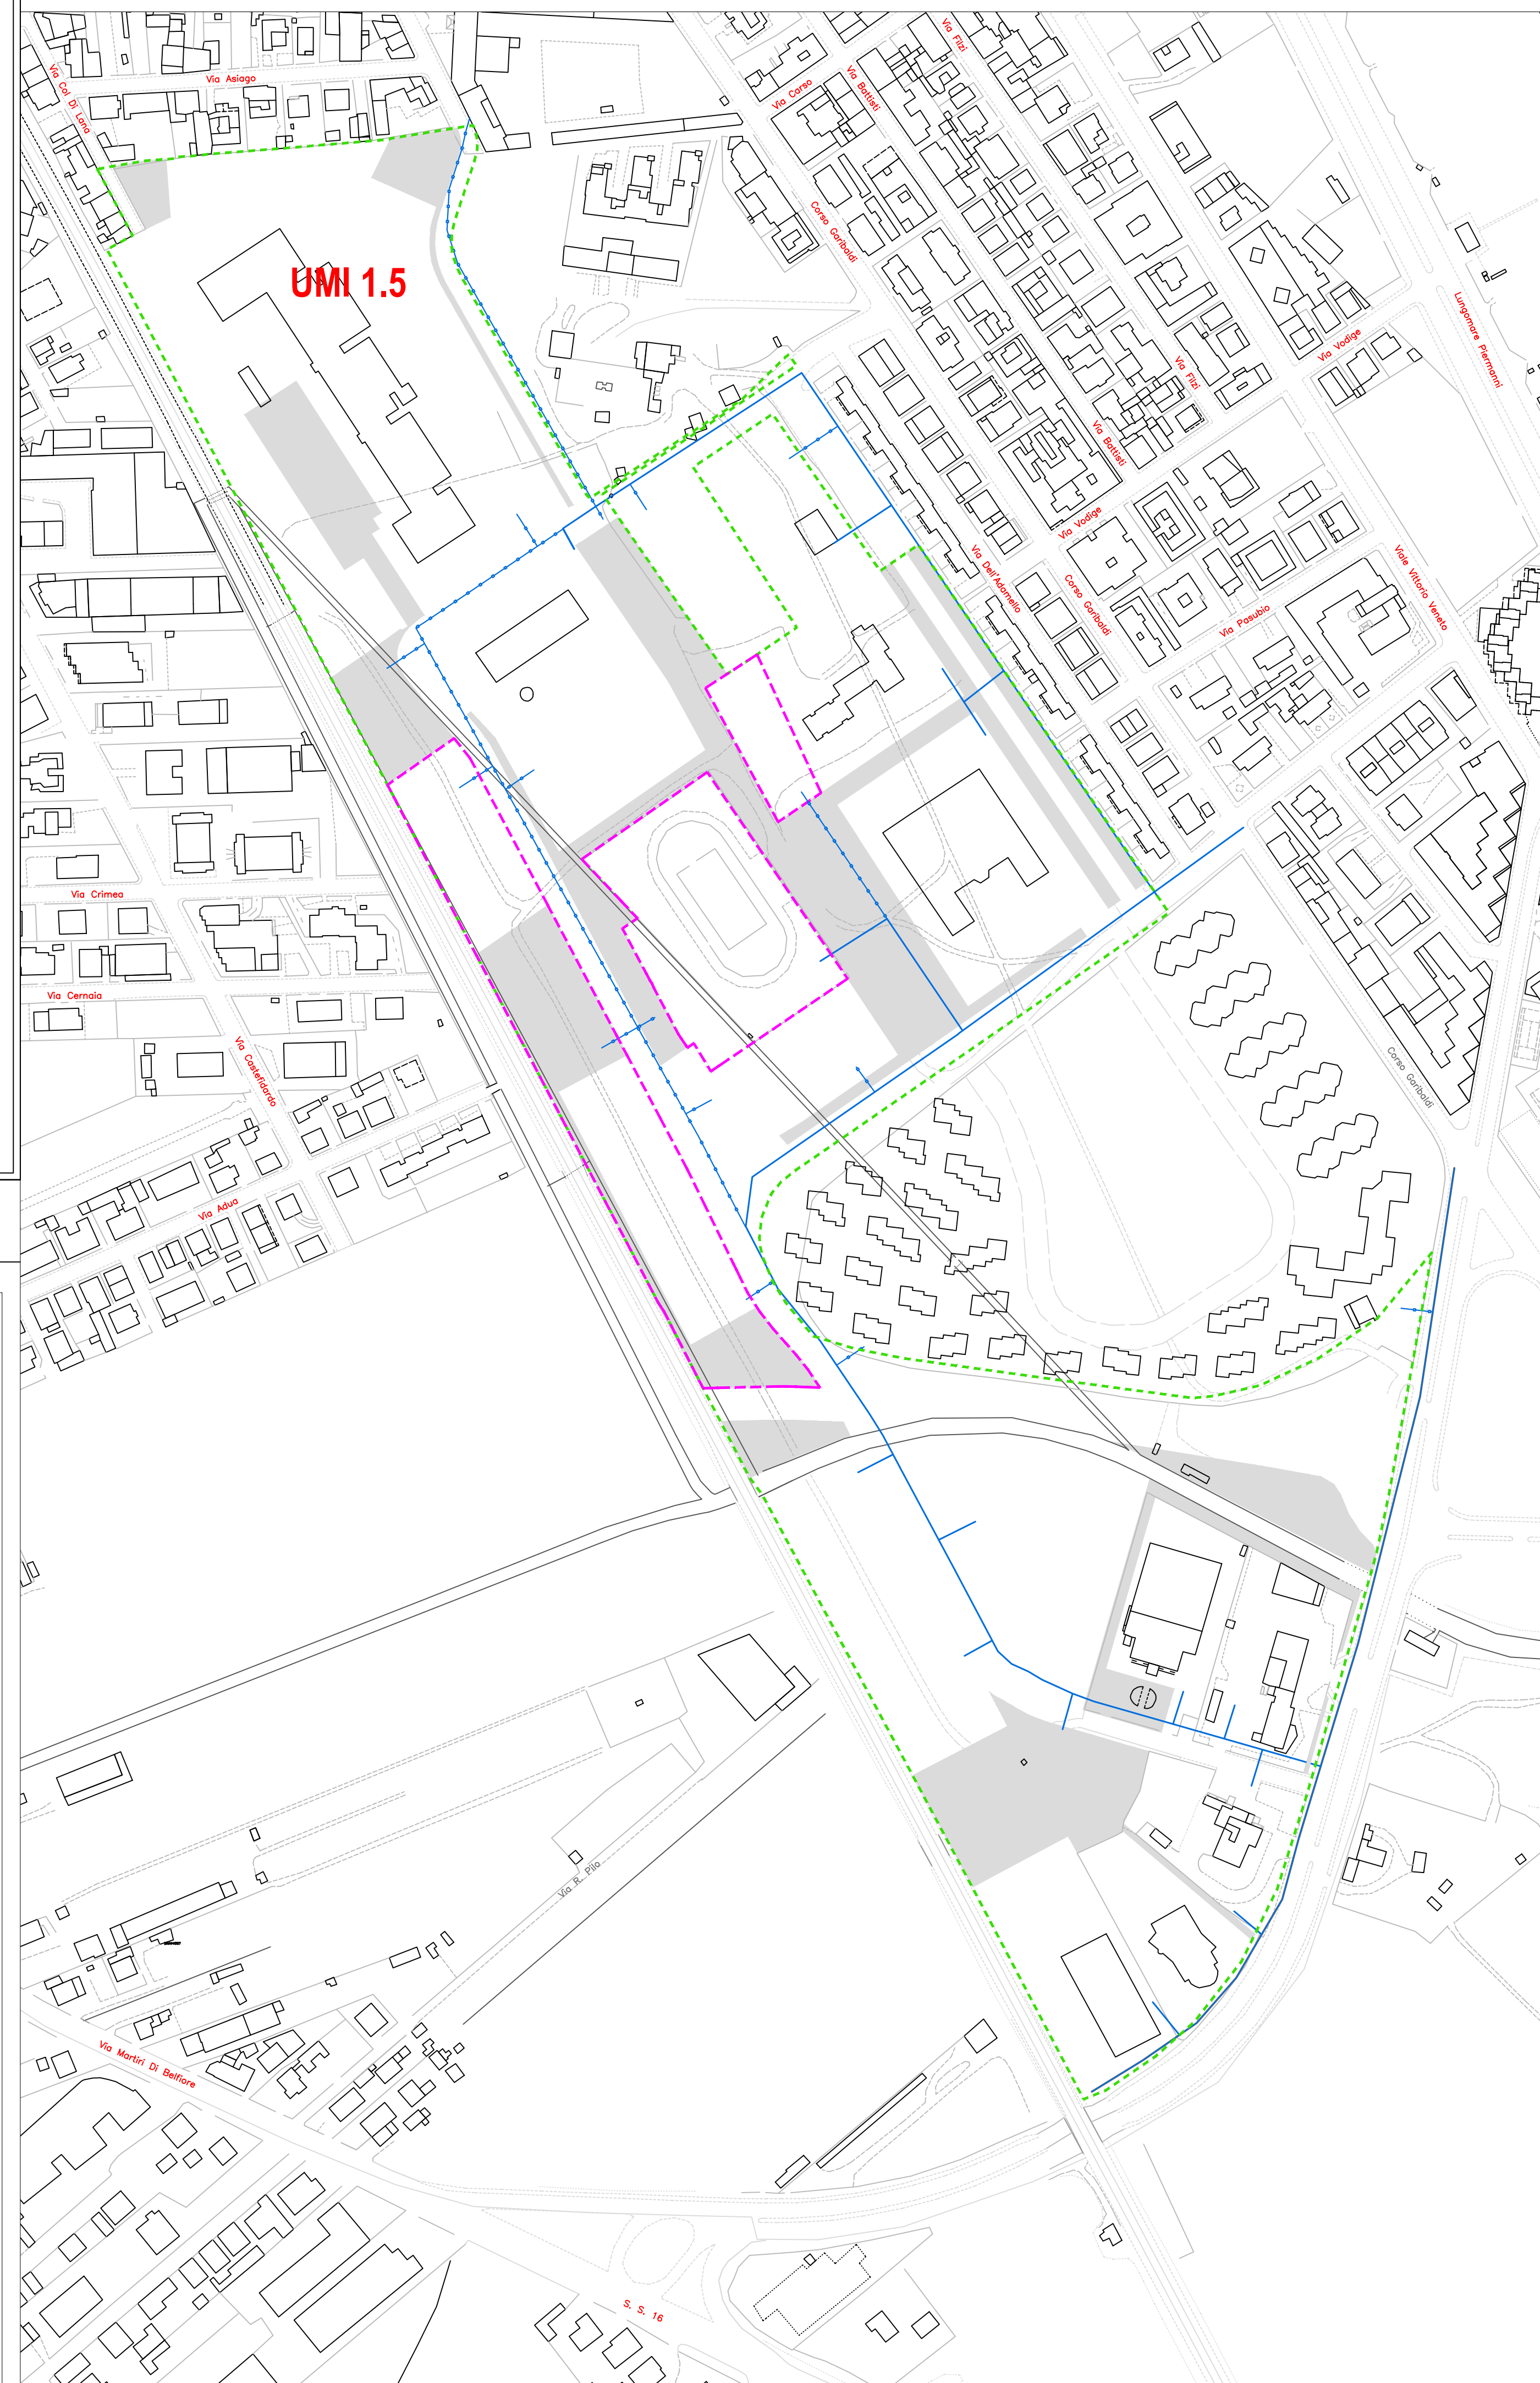 Via Filzi
Via Asiago
Via Col Di Lana
Via Carso
Via Battisti
Corso Garibaldi
UMI 1.5
Lungomare Piermanni
Via Vodige
Via Filzi
Via Battisti
Via Vodige
Via Dell'Adamello
Corso Garibaldi
Viale Vittorio Veneto
Via Pasubio
Via Crimea
Via Cernaia
Via Castelfidardo
Corso Garibaldi
Via Adua
Via R. Pilo
Via Martiri Di Belfiore
S. S. 16